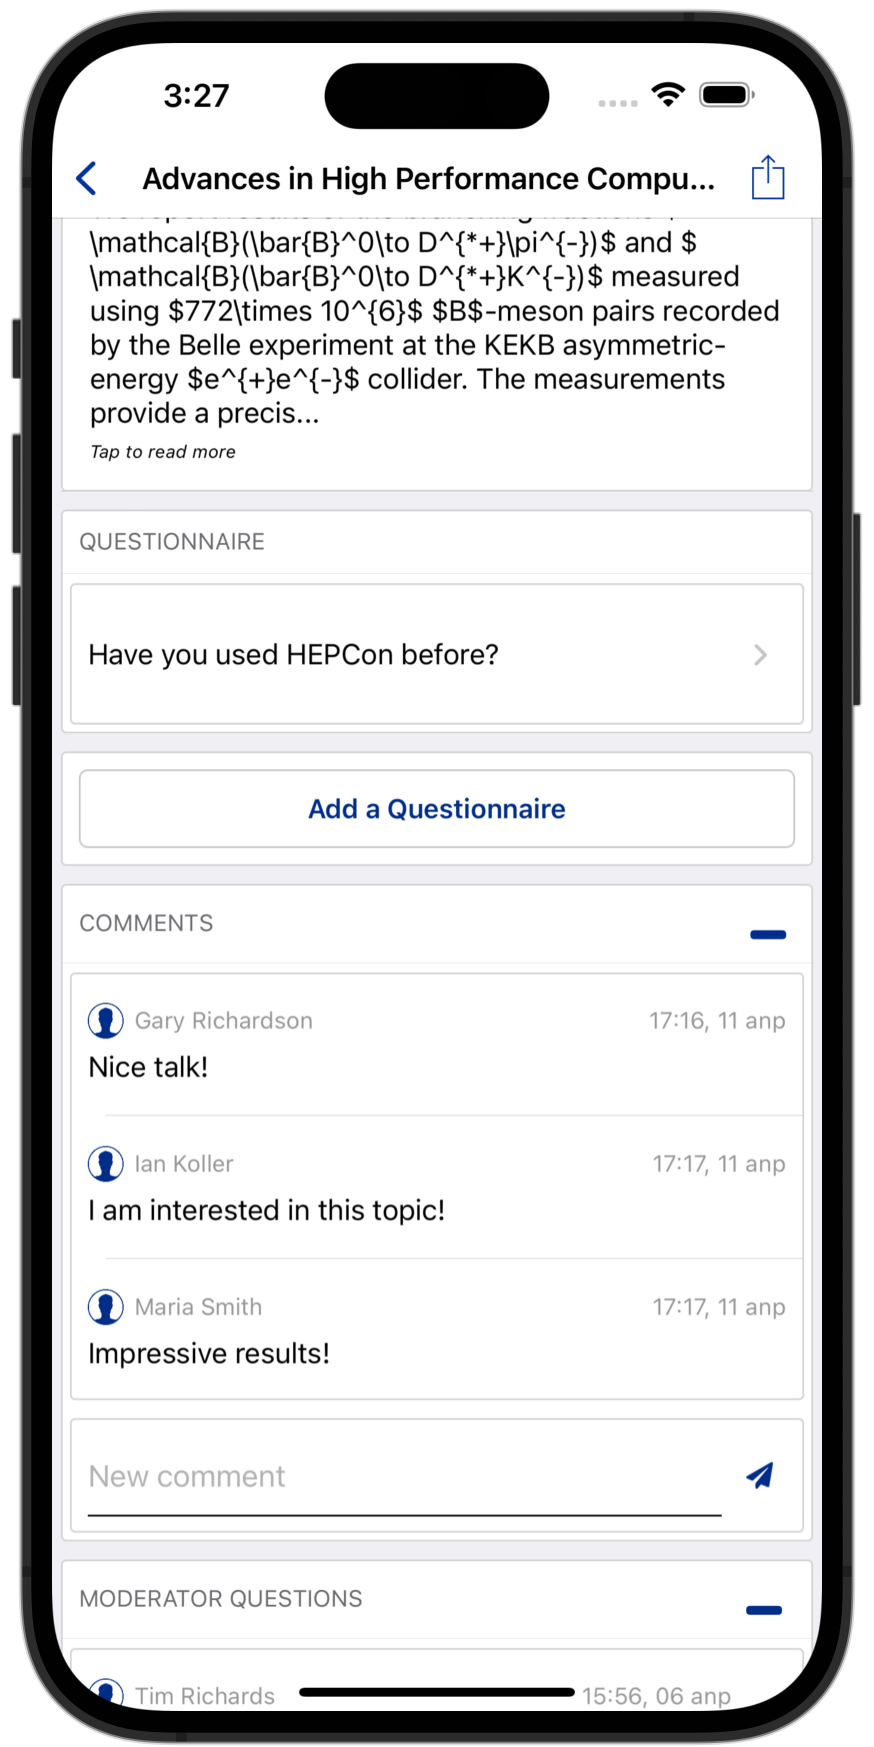 3:27
Advances in High Performance Compu...
\mathcal{B}(\bar{B}^0\to D^{*+}\pi^{-})$ and $
\mathcal{B}(\bar{B}^0\to D^{*+}K^{-})$ measured
using $772\times 10^{6}$ $B$-meson pairs recorded
by the Belle experiment at the KEKB asymmetric-
energy $e^{+}e^{-}$ collider. The measurements
provide a precis...
Tap to read more
QUESTIONNAIRE
Have you used HEPCon before?
Add a Questionnaire
COMMENTS
Gary Richardson 17:16, 11 апр
Nice talk!
Ian Koller 17:17, 11 апр
I am interested in this topic!
Maria Smith 17:17, 11 апр
Impressive results!
New comment
MODERATOR QUESTIONS
Tim Richards 15:56, 06 апр